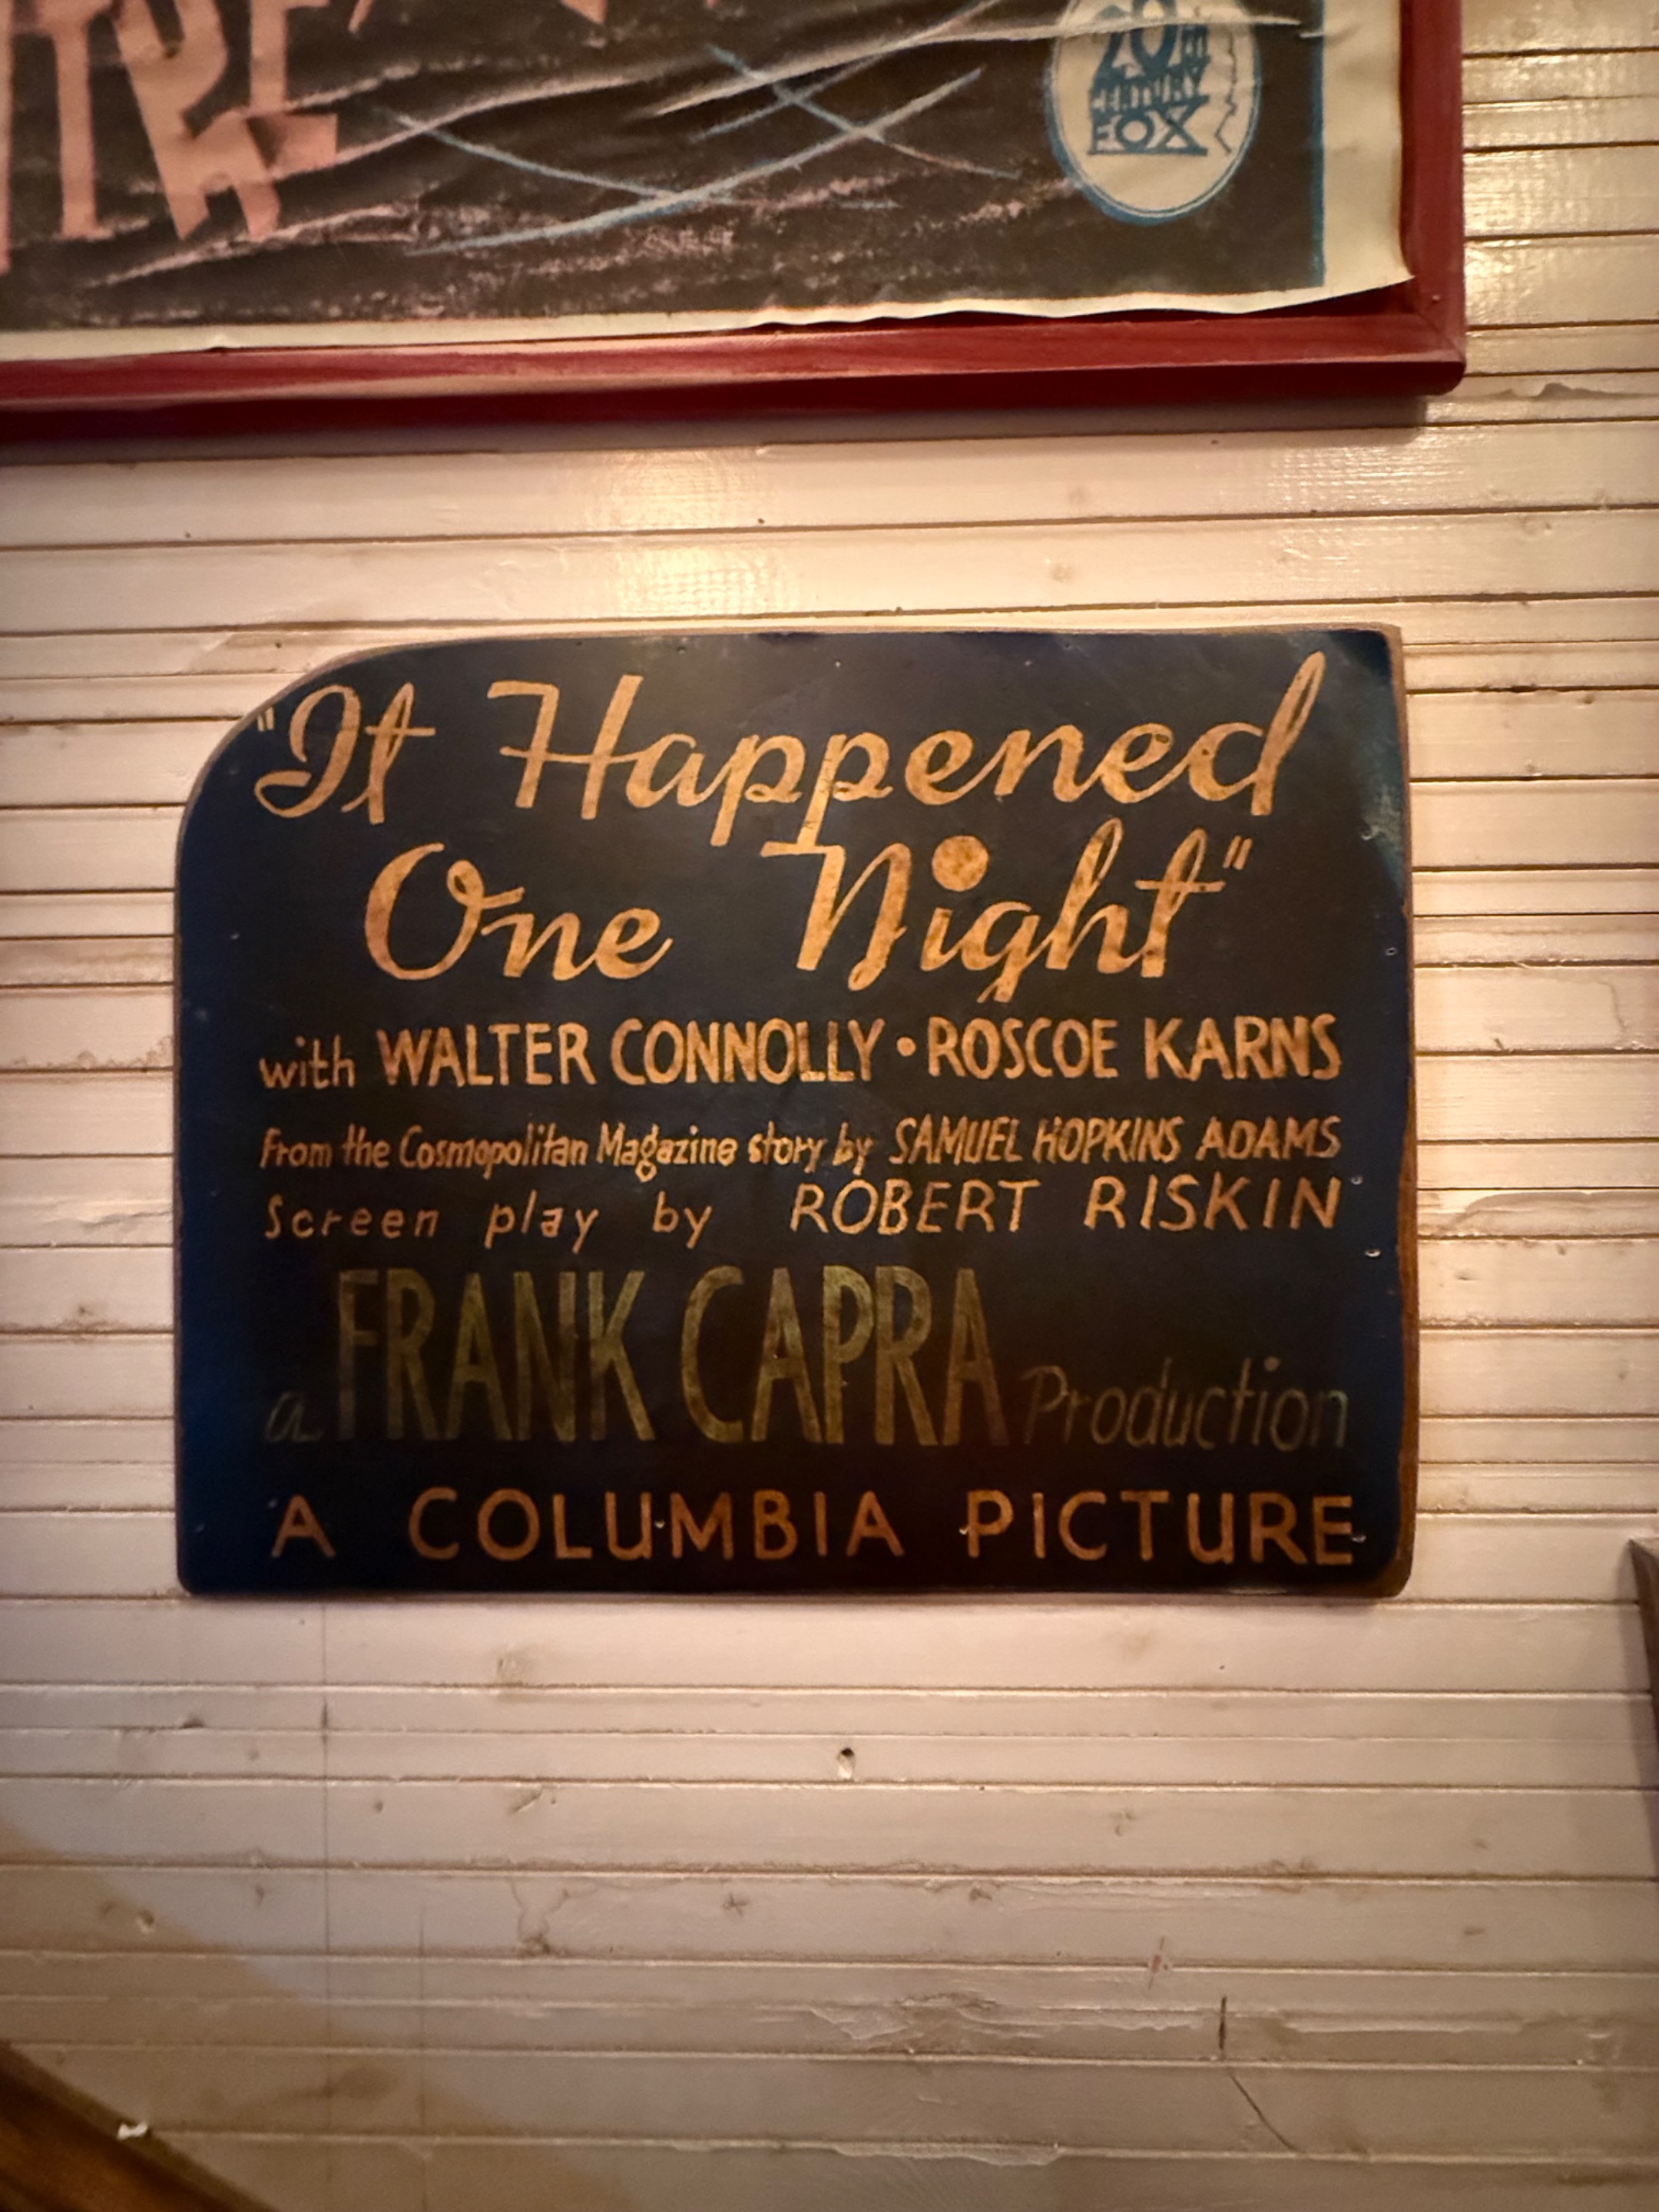 20th
CENTURY
FOX
"It Happened
One Night"
with WALTER CONNOLLY • ROSCOE KARNS
From the Cosmopolitan Magazine story by SAMUEL HOPKINS ADAMS
Screen play by ROBERT RISKIN
a FRANK CAPRA Production
A COLUMBIA PICTURE